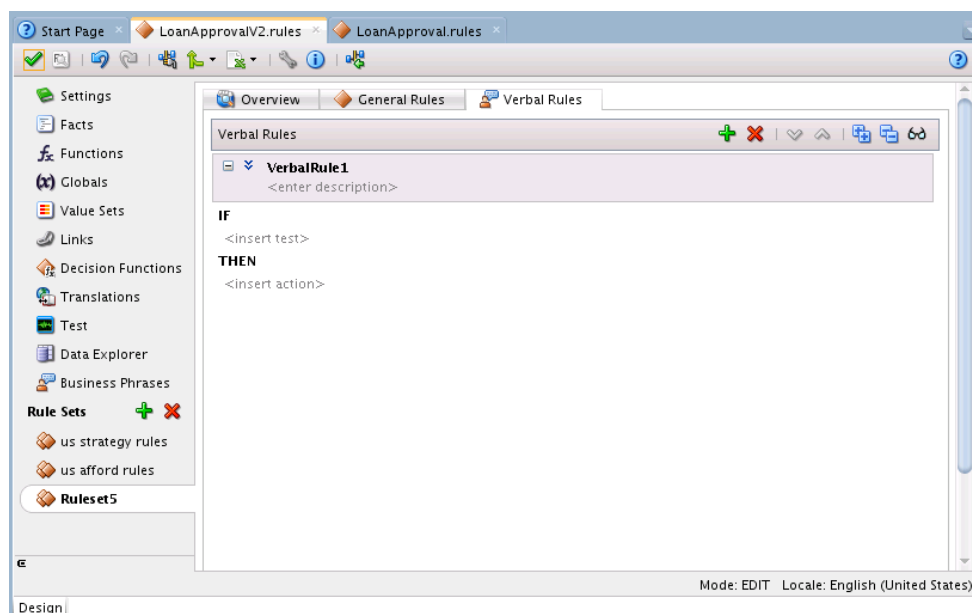 Start Page LoanApprovalV2.rules LoanApproval.rules
Settings
Facts
Functions
Globals
Value Sets
Links
Decision Functions
Translations
Test
Data Explorer
Business Phrases
Rule Sets
us strategy rules
us afford rules
Ruleset5
Overview General Rules Verbal Rules
Verbal Rules
VerbalRule1
<enter description>
IF
<insert test>
THEN
<insert action>
Mode: EDIT Locale: English (United States)
Design